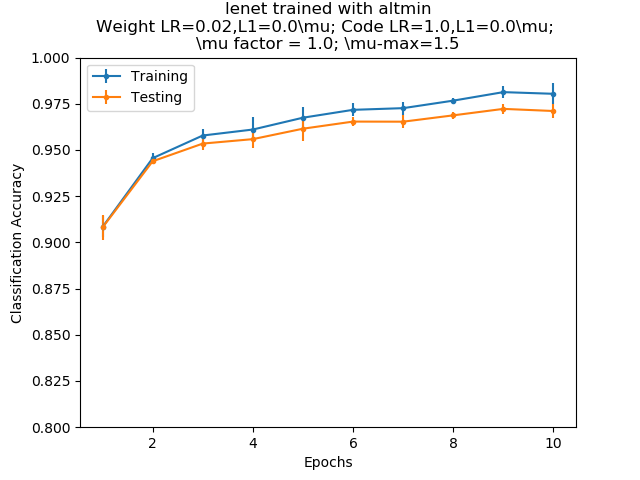 lenet trained with altmin
Weight LR=0.02,L1=0.0\mu; Code LR=1.0,L1=0.0\mu;
\mu factor = 1.0; \mu-max=1.5
Training
Testing
Classification Accuracy
1.000
0.975
0.950
0.925
0.900
0.875
0.850
0.825
0.800
2 4 6 8 10
Epochs